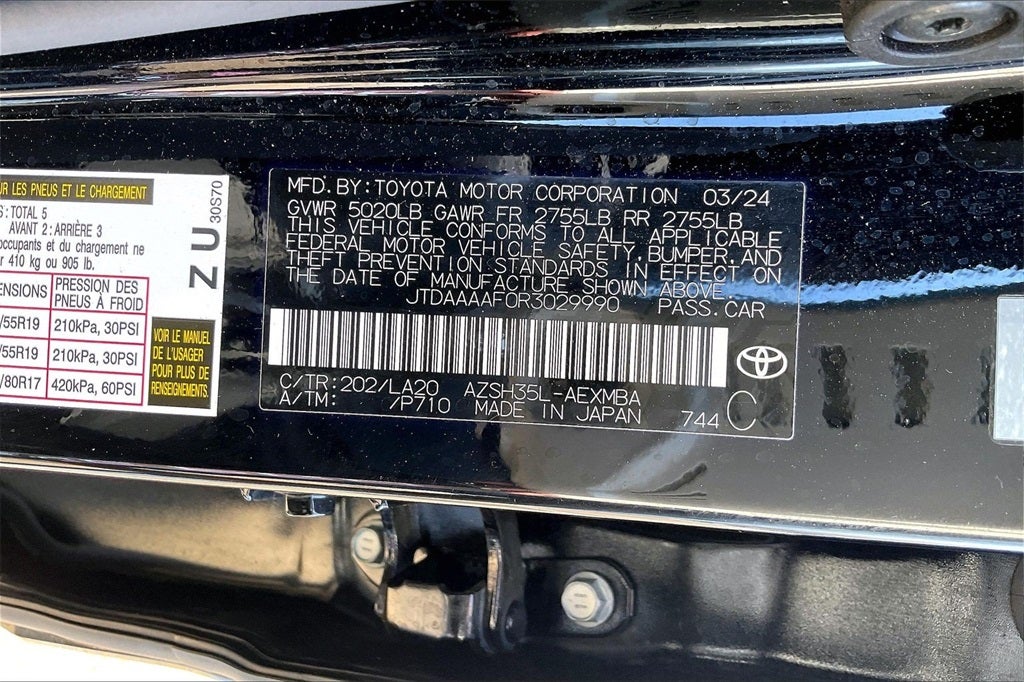 UR LES PNEUS ET LE CHARGEMENT
S: TOTAL 5
AVANT 2: ARRIÈRE 3
occupants et du chargement ne
r 410 kg ou 905 lb.
ENSIONS PRESSION DES PNEUS À FROID
/55R19 210kPa, 30PSI
/55R19 210kPa, 30PSI
/80R17 420kPa, 60PSI
VOIR LE MANUEL
DE L'USAGER
POUR PLUS DE
RENSEIGNEMENTS.
ZU
30S70
MFD. BY: TOYOTA MOTOR CORPORATION 03/24
GVWR 5020LB GAWR FR 2755LB RR 2755LB
THIS VEHICLE CONFORMS TO ALL APPLICABLE
FEDERAL MOTOR VEHICLE SAFETY, BUMPER, AND
THEFT PREVENTION STANDARDS IN EFFECT ON
THE DATE OF MANUFACTURE SHOWN ABOVE.
JTDAAAAF0R3029990 PASS. CAR
C/TR: 202/LA20 AZSH35L-AEXMBA
A/TM: /P710 MADE IN JAPAN 744 C